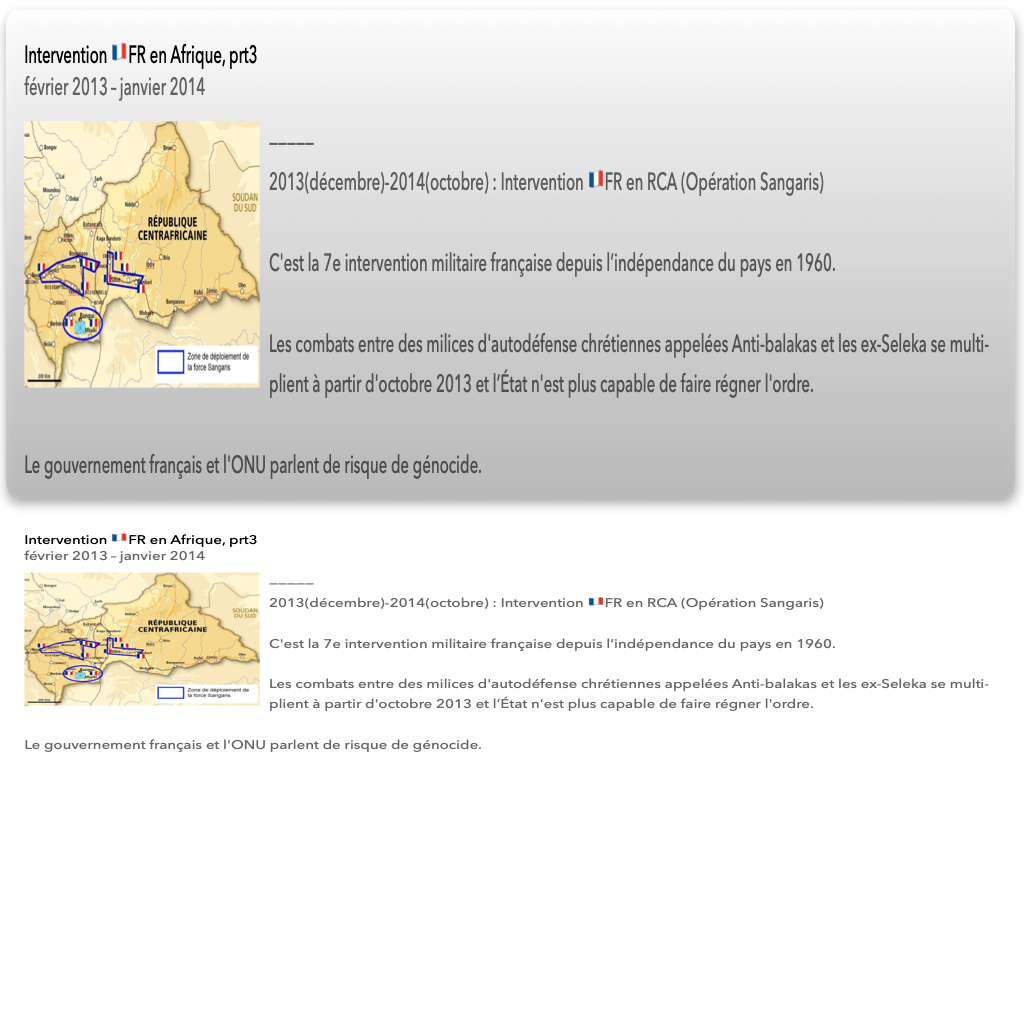 Intervention 🇫🇷FR en Afrique, prt3
février 2013 – janvier 2014
_____
2013(décembre)-2014(octobre) : Intervention 🇫🇷FR en RCA (Opération Sangaris)
C'est la 7e intervention militaire française depuis l’indépendance du pays en 1960.
Les combats entre des milices d'autodéfense chrétiennes appelées Anti-balakas et les ex-Seleka se multi-
plient à partir d'octobre 2013 et l’État n'est plus capable de faire régner l'ordre.
SOUDAN
DU SUD
RÉPUBLIQUE
CENTRAFRICAINE
Zone de déploiement de
la force Sangaris
Le gouvernement français et l'ONU parlent de risque de génocide.
Intervention 🇫🇷FR en Afrique, prt3
février 2013 – janvier 2014
_____
2013(décembre)-2014(octobre) : Intervention 🇫🇷FR en RCA (Opération Sangaris)
C'est la 7e intervention militaire française depuis l’indépendance du pays en 1960.
Les combats entre des milices d'autodéfense chrétiennes appelées Anti-balakas et les ex-Seleka se multi-
plient à partir d'octobre 2013 et l’État n'est plus capable de faire régner l'ordre.
SOUDAN
DU SUD
RÉPUBLIQUE
CENTRAFRICAINE
Zone de déploiement de
la force Sangaris
Le gouvernement français et l'ONU parlent de risque de génocide.